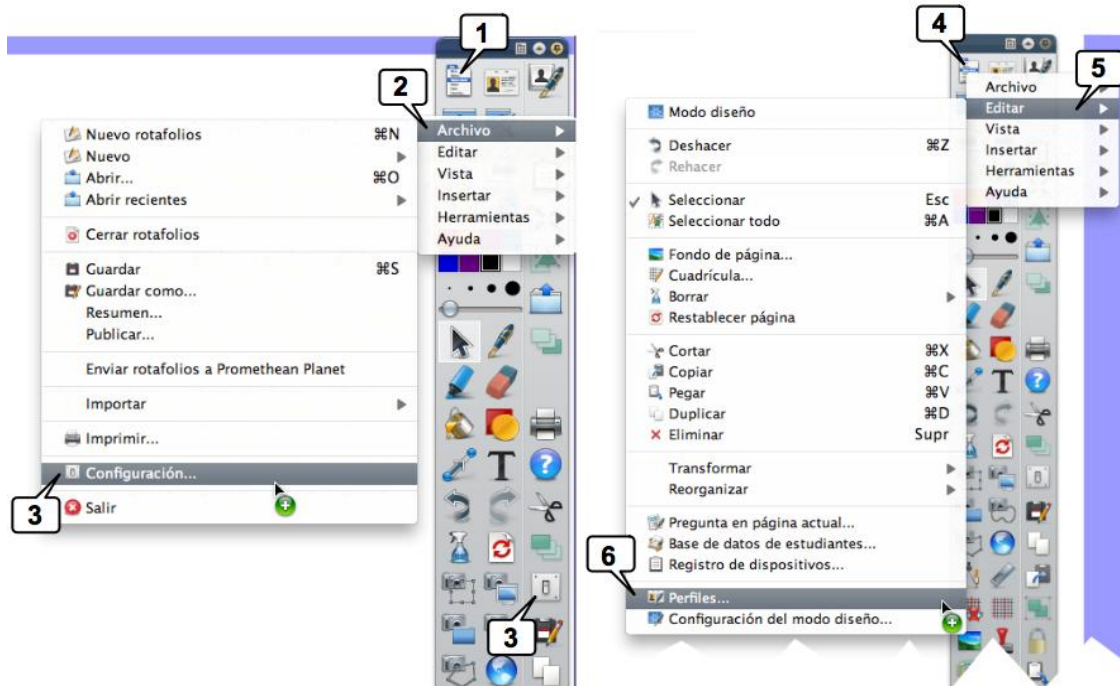 1
2
Archivo
Editar
Vista
Insertar
Herramientas
Ayuda
Nuevo rotafolios ⌘N
Nuevo
Abrir... ⌘O
Abrir recientes
Cerrar rotafolios
Guardar ⌘S
Guardar como...
Resumen...
Publicar...
Enviar rotafolios a Promethean Planet
Importar
Imprimir...
Configuración...
3
Salir
T
?
3
4
5
Archivo
Editar
Vista
Insertar
Herramientas
Ayuda
Modo diseño
Deshacer ⌘Z
Rehacer
Seleccionar Esc
Seleccionar todo ⌘A
Fondo de página...
Cuadrícula...
Borrar
Restablecer página
Cortar ⌘X
Copiar ⌘C
Pegar ⌘V
Duplicar ⌘D
Eliminar Supr
Transformar
Reorganizar
Pregunta en página actual...
Base de datos de estudiantes...
Registro de dispositivos...
6
Perfiles...
Configuración del modo diseño...
T
?